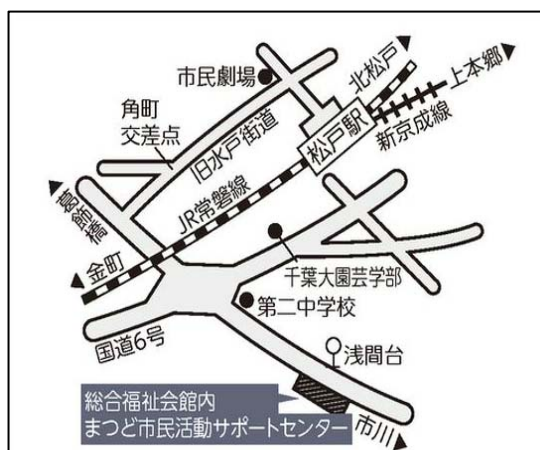 市民劇場
角町
交差点
旧水戸街道
北松戸
上本郷
新京成線
松戸駅
葛飾橋
JR常磐線
金町
千葉大園芸学部
国道6号
第二中学校
浅間台
総合福祉会館内
まつど市民活動サポートセンター
市川